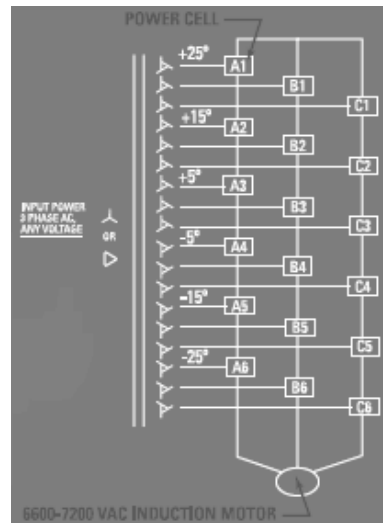 POWER CELL
+25°
A1
B1
C1
+15°
A2
B2
C2
+5°
A3
B3
INPUT POWER
3 PHASE AC,
ANY VOLTAGE
OR
C3
-5°
A4
B4
C4
-15°
A5
B5
C5
-25°
A6
B6
C6
6600-7200 VAC INDUCTION MOTOR